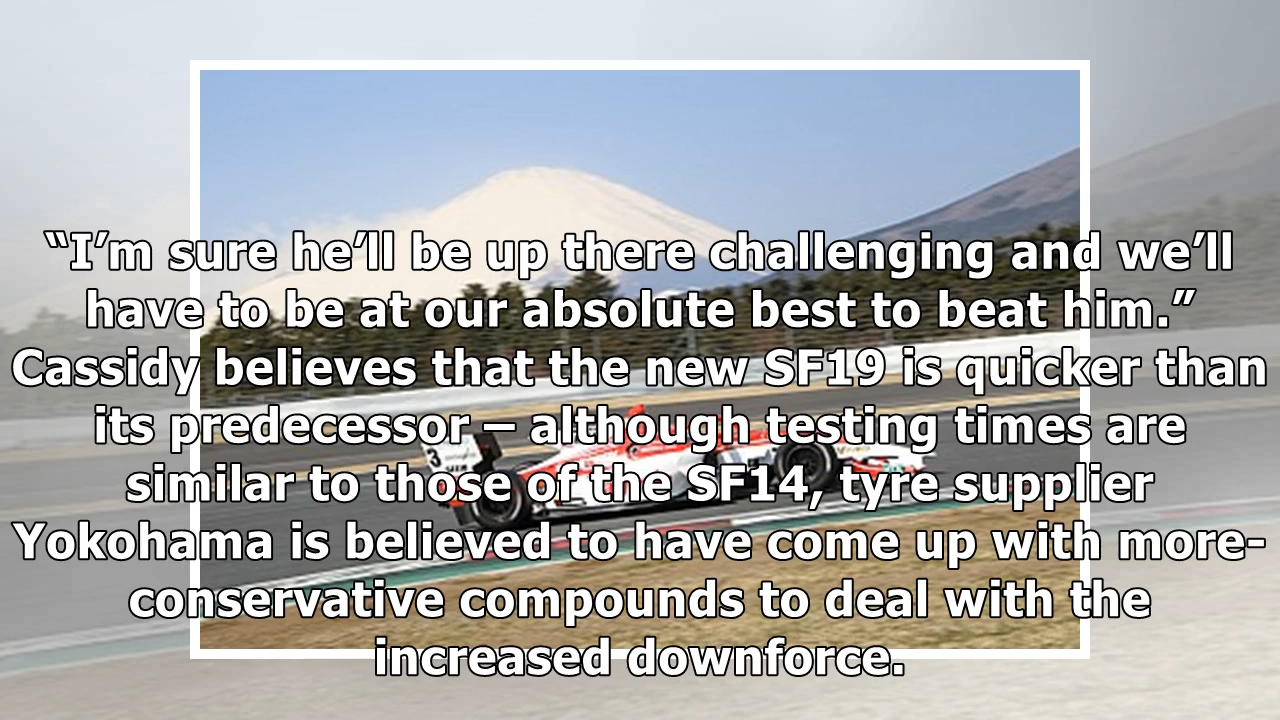 “I’m sure he’ll be up there challenging and we’ll
have to be at our absolute best to beat him.”
Cassidy believes that the new SF19 is quicker than
its predecessor – although testing times are
similar to those of the SF14, tyre supplier
Yokohama is believed to have come up with more-
conservative compounds to deal with the
increased downforce.
3